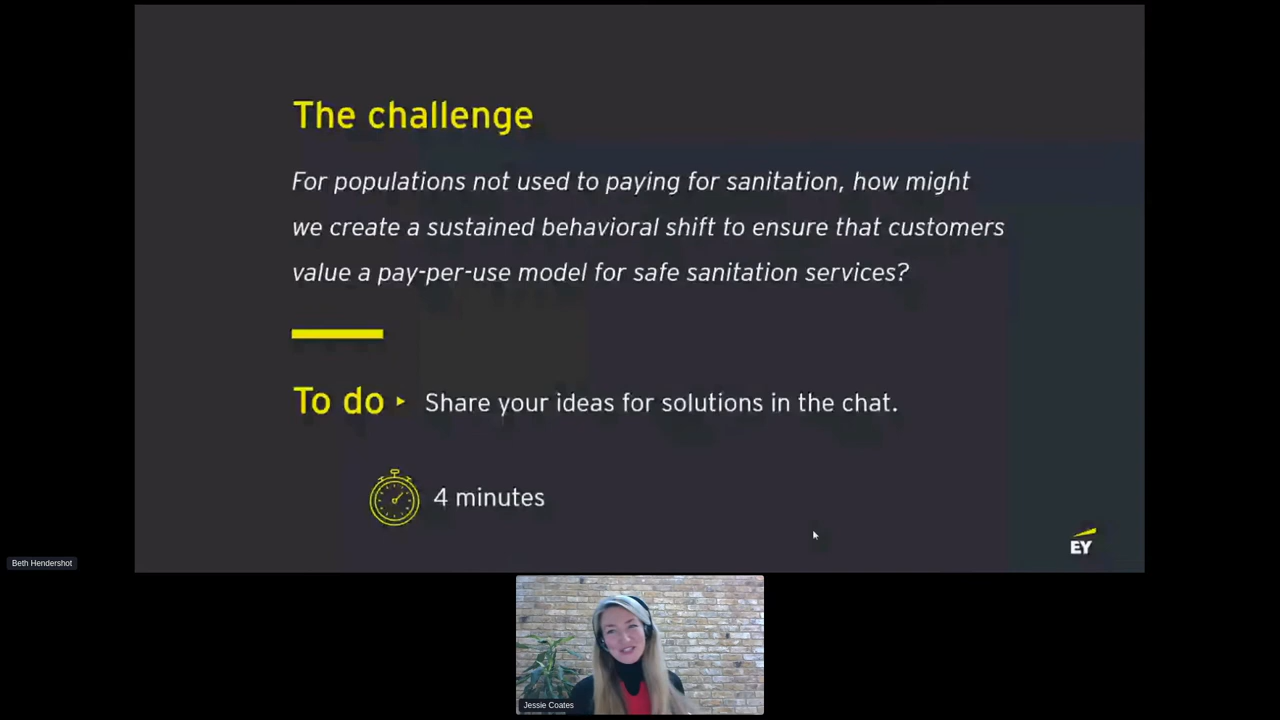 The challenge
For populations not used to paying for sanitation, how might
we create a sustained behavioral shift to ensure that customers
value a pay-per-use model for safe sanitation services?
To do ▸ Share your ideas for solutions in the chat.
4 minutes
EY
Beth Hendershot
Jessie Coates